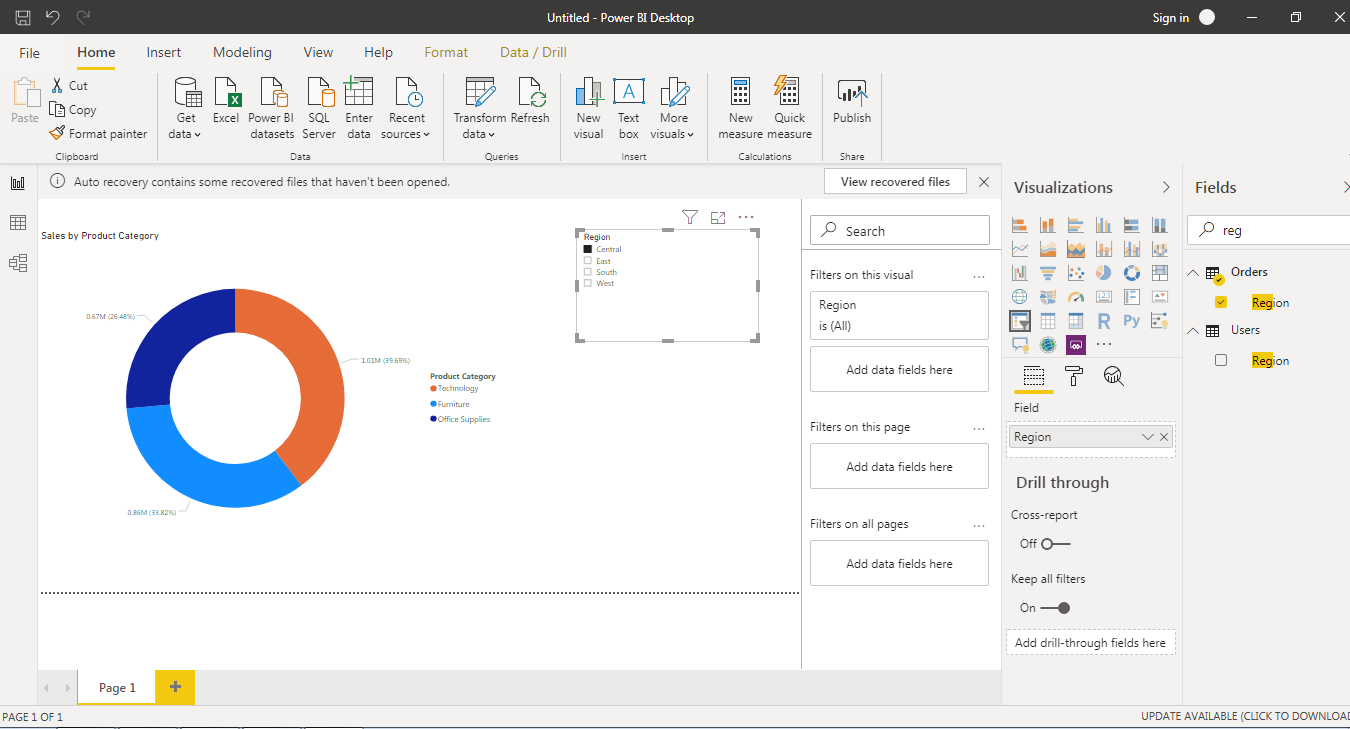 Untitled - Power BI Desktop
Sign in
File
Home
Insert
Modeling
View
Help
Format
Data / Drill
Paste
Cut
Copy
Format painter
Clipboard
Get data
Excel
Power BI datasets
SQL Server
Enter data
Recent sources
Data
Transform data
Refresh
Queries
New visual
Text box
More visuals
Insert
New measure
Quick measure
Calculations
Publish
Share
Auto recovery contains some recovered files that haven't been opened.
View recovered files
Sales by Product Category
0.67M (26.48%)
1.01M (39.69%)
0.86M (33.82%)
Product Category
Technology
Furniture
Office Supplies
Region
Central
East
South
West
Search
Filters on this visual
...
Region
is (All)
Add data fields here
Filters on this page
...
Add data fields here
Filters on all pages
...
Add data fields here
Visualizations
123
R
Py
...
Field
Region
Drill through
Cross-report
Off
Keep all filters
On
Add drill-through fields here
Fields
reg
Orders
Region
Users
Region
Page 1
PAGE 1 OF 1
UPDATE AVAILABLE (CLICK TO DOWNLOAD